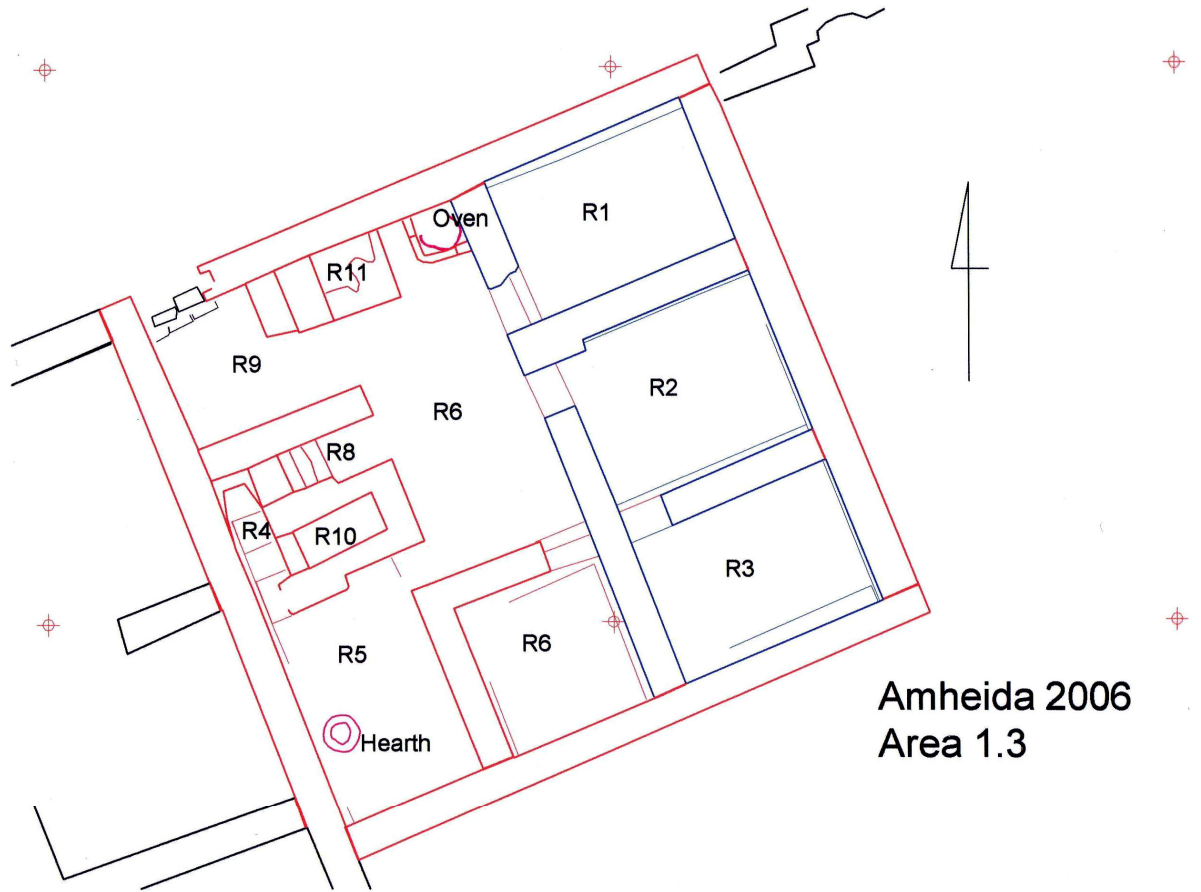 R1
Oven
R11
R9
R2
R6
R8
R4
R10
R3
R6
R5
Hearth
Amheida 2006
Area 1.3